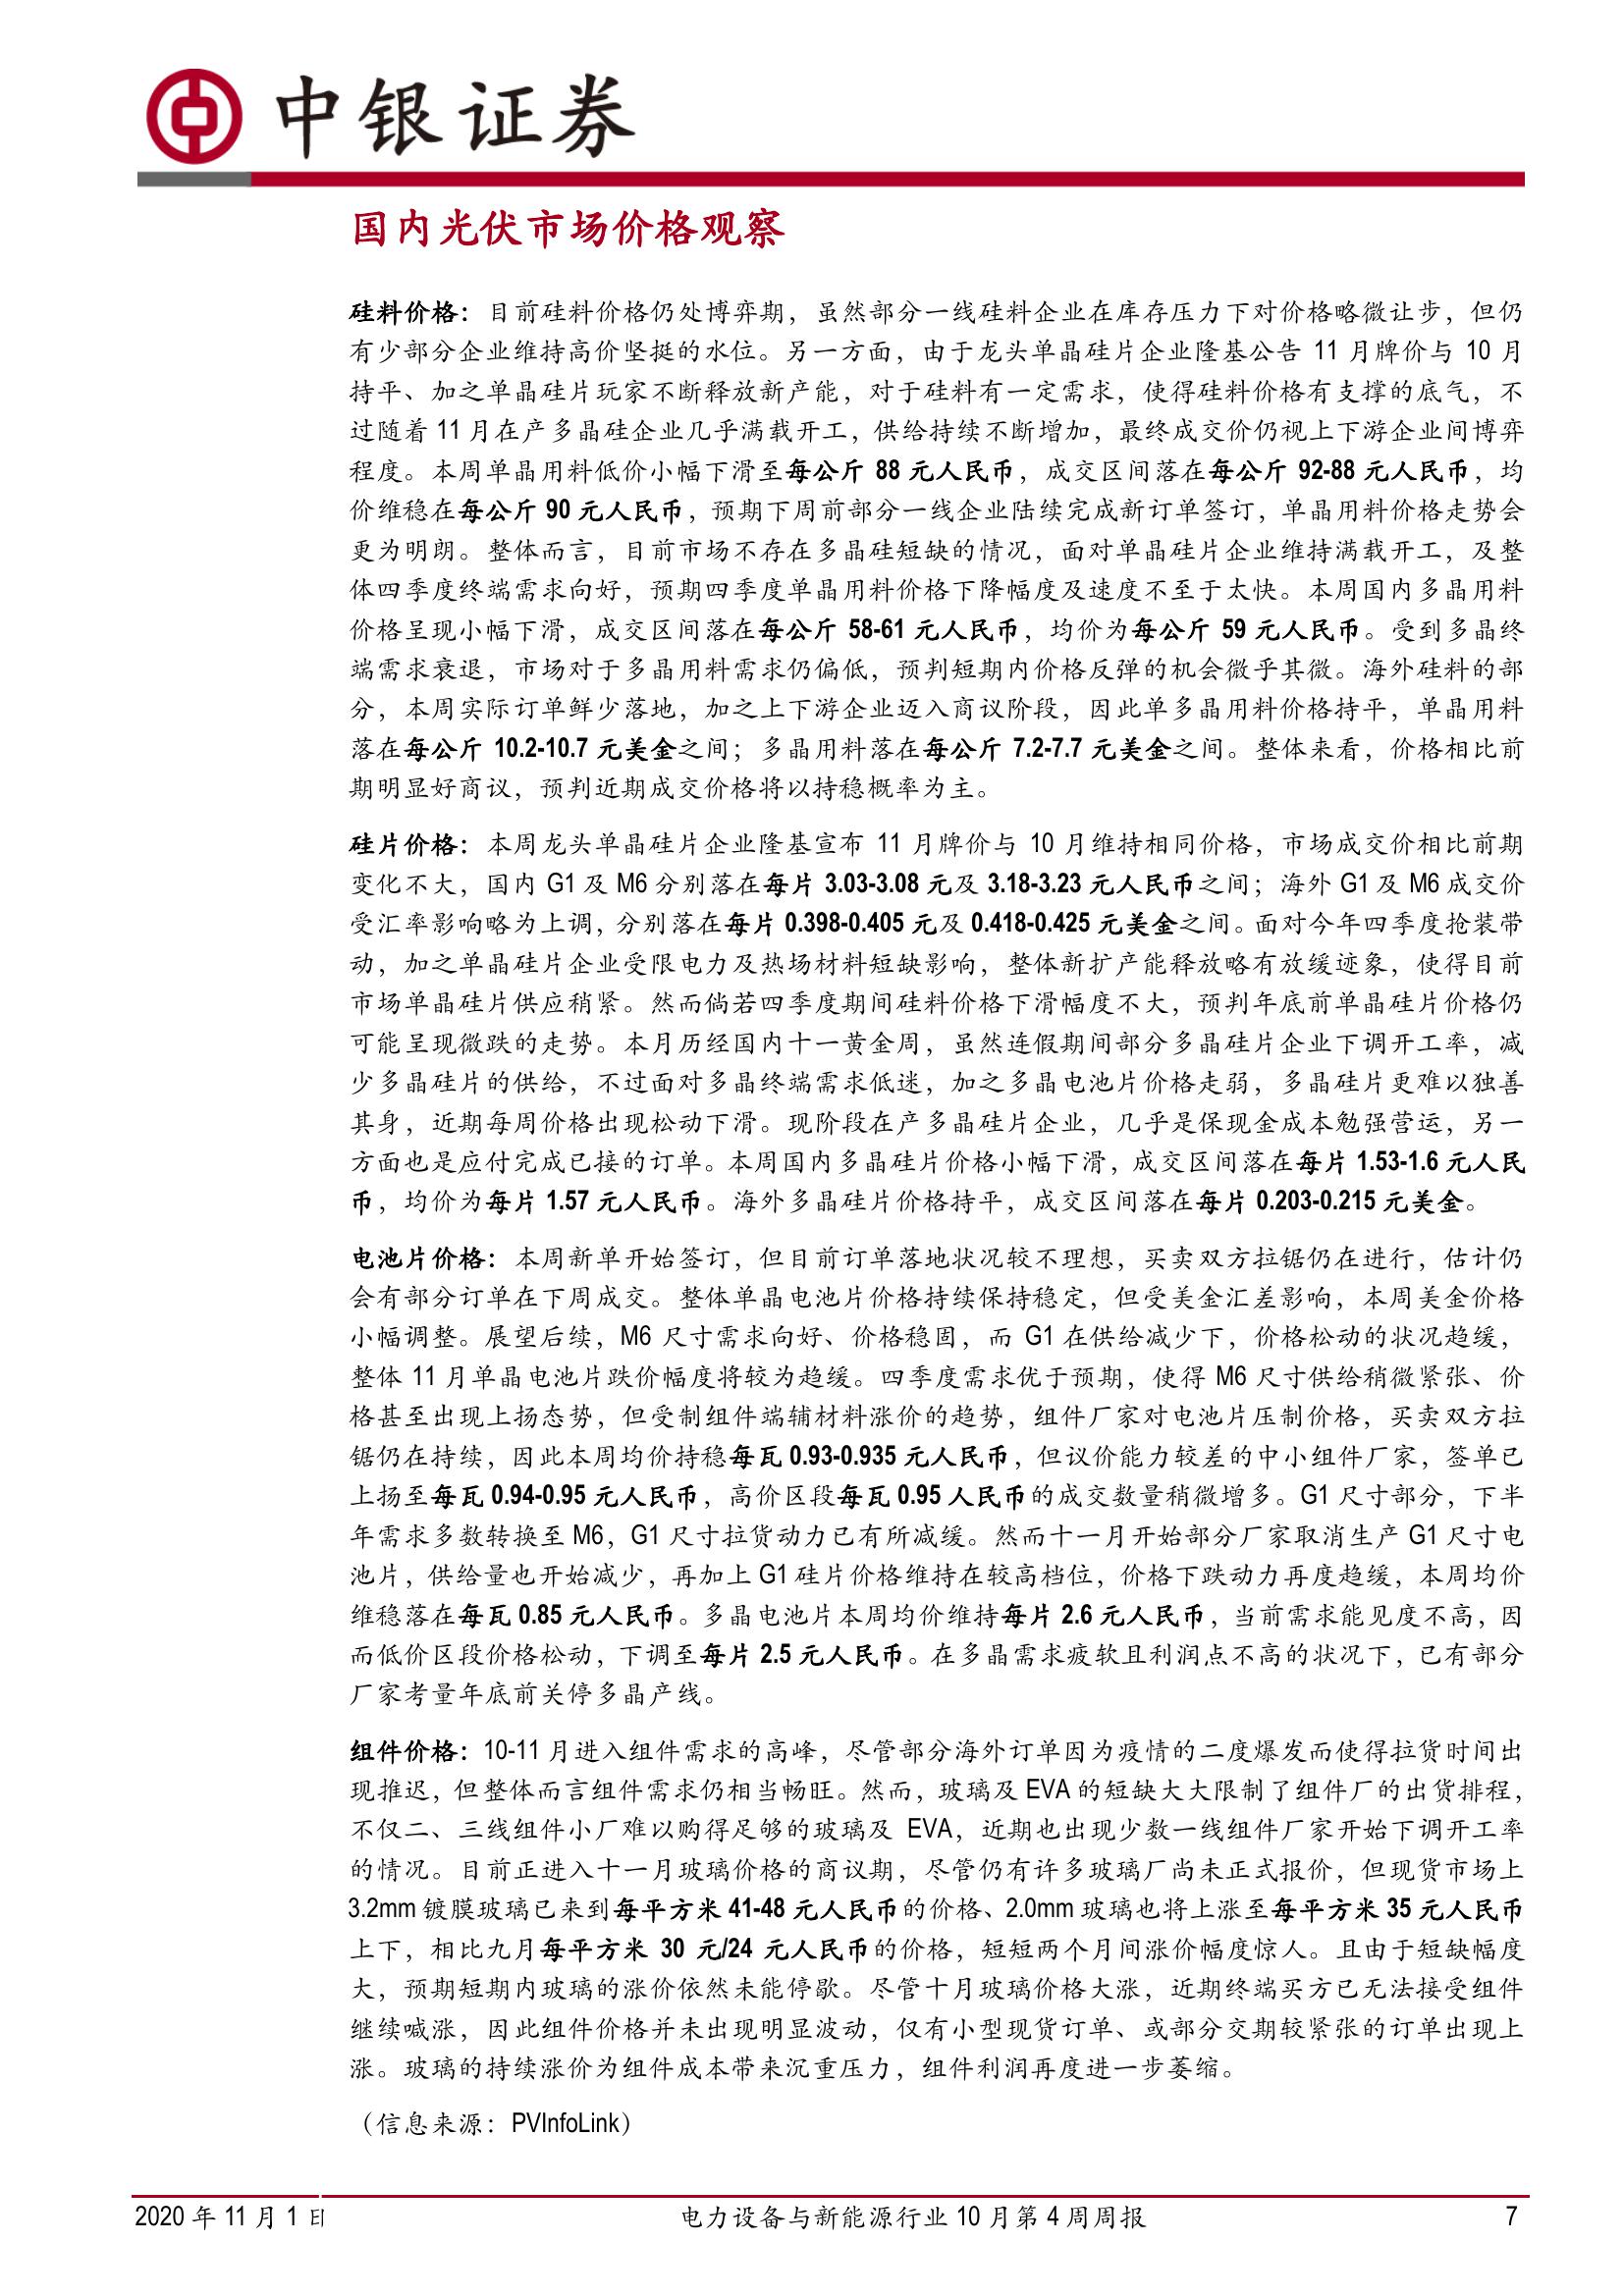 中银证券
国内光伏市场价格观察
硅料价格：目前硅料价格仍处博弈期，虽然部分一线硅料企业在库存压力下对价格略微让步，但仍
有少部分企业维持高价坚挺的水位。另一方面，由于龙头单晶硅片企业隆基公告 11 月牌价与 10 月
持平、加之单晶硅片玩家不断释放新产能，对于硅料有一定需求，使得硅料价格有支撑的底气，不
过随着 11 月在产多晶硅企业几乎满载开工，供给持续不断增加，最终成交价仍视上下游企业间博弈
程度。本周单晶用料低价小幅下滑至每公斤 88 元人民币，成交区间落在每公斤 92-88 元人民币，均
价维稳在每公斤 90 元人民币，预期下周前部分一线企业陆续完成新订单签订，单晶用料价格走势会
更为明朗。整体而言，目前市场不存在多晶硅短缺的情况，面对单晶硅片企业维持满载开工，及整
体四季度终端需求向好，预期四季度单晶用料价格下降幅度及速度不至于太快。本周国内多晶用料
价格呈现小幅下滑，成交区间落在每公斤 58-61 元人民币，均价为每公斤 59 元人民币。受到多晶终
端需求衰退，市场对于多晶用料需求仍偏低，预判短期内价格反弹的机会微乎其微。海外硅料的部
分，本周实际订单鲜少落地，加之上下游企业迈入商议阶段，因此单多晶用料价格持平，单晶用料
落在每公斤 10.2-10.7 元美金之间；多晶用料落在每公斤 7.2-7.7 元美金之间。整体来看，价格相比前
期明显好商议，预判近期成交价格将以持稳概率为主。
硅片价格：本周龙头单晶硅片企业隆基宣布 11 月牌价与 10 月维持相同价格，市场成交价相比前期
变化不大，国内 G1 及 M6 分别落在每片 3.03-3.08 元及 3.18-3.23 元人民币之间；海外 G1 及 M6 成交价
受汇率影响略为上调，分别落在每片 0.398-0.405 元及 0.418-0.425 元美金之间。面对今年四季度抢装带
动，加之单晶硅片企业受限电力及热场材料短缺影响，整体新扩产能释放略有放缓迹象，使得目前
市场单晶硅片供应稍紧。然而倘若四季度期间硅料价格下滑幅度不大，预判年底前单晶硅片价格仍
可能呈现微跌的走势。本月历经国内十一黄金周，虽然连假期间部分多晶硅片企业下调开工率，减
少多晶硅片的供给，不过面对多晶终端需求低迷，加之多晶电池片价格走弱，多晶硅片更难以独善
其身，近期每周价格出现松动下滑。现阶段在产多晶硅片企业，几乎是保现金成本勉强营运，另一
方面也是应付完成已接的订单。本周国内多晶硅片价格小幅下滑，成交区间落在每片 1.53-1.6 元人民
币，均价为每片 1.57 元人民币。海外多晶硅片价格持平，成交区间落在每片 0.203-0.215 元美金。
电池片价格：本周新单开始签订，但目前订单落地状况较不理想，买卖双方拉锯仍在进行，估计仍
会有部分订单在下周成交。整体单晶电池片价格持续保持稳定，但受美金汇差影响，本周美金价格
小幅调整。展望后续，M6 尺寸需求向好、价格稳固，而 G1 在供给减少下，价格松动的状况趋缓，
整体 11 月单晶电池片跌价幅度将较为趋缓。四季度需求优于预期，使得 M6 尺寸供给稍微紧张、价
格甚至出现上扬态势，但受制组件端辅材料涨价的趋势，组件厂家对电池片压制价格，买卖双方拉
锯仍在持续，因此本周均价持稳每瓦 0.93-0.935 元人民币，但议价能力较差的中小组件厂家，签单已
上扬至每瓦 0.94-0.95 元人民币，高价区段每瓦 0.95 人民币的成交数量稍微增多。G1 尺寸部分，下半
年需求多数转换至 M6，G1 尺寸拉货动力已有所减缓。然而十一月开始部分厂家取消生产 G1 尺寸电
池片，供给量也开始减少，再加上 G1 硅片价格维持在较高档位，价格下跌动力再度趋缓，本周均价
维稳落在每瓦 0.85 元人民币。多晶电池片本周均价维持每片 2.6 元人民币，当前需求能见度不高，因
而低价区段价格松动，下调至每片 2.5 元人民币。在多晶需求疲软且利润点不高的状况下，已有部分
厂家考量年底前关停多晶产线。
组件价格：10-11 月进入组件需求的高峰，尽管部分海外订单因为疫情的二度爆发而使得拉货时间出
现推迟，但整体而言组件需求仍相当畅旺。然而，玻璃及 EVA 的短缺大大限制了组件厂的出货排程，
不仅二、三线组件小厂难以购得足够的玻璃及 EVA，近期也出现少数一线组件厂家开始下调开工率
的情况。目前正进入十一月玻璃价格的商议期，尽管仍有许多玻璃厂尚未正式报价，但现货市场上
3.2mm 镀膜玻璃已来到每平方米 41-48 元人民币的价格、2.0mm 玻璃也将上涨至每平方米 35 元人民币
上下，相比九月每平方米 30 元/24 元人民币的价格，短短两个月间涨价幅度惊人。且由于短缺幅度
大，预期短期内玻璃的涨价依然未能停歇。尽管十月玻璃价格大涨，近期终端买方已无法接受组件
继续喊涨，因此组件价格并未出现明显波动，仅有小型现货订单、或部分交期较紧张的订单出现上
涨。玻璃的持续涨价为组件成本带来沉重压力，组件利润再度进一步萎缩。
（信息来源：PVInfoLink）
2020 年 11 月 1 日 电力设备与新能源行业 10 月第 4 周周报 7